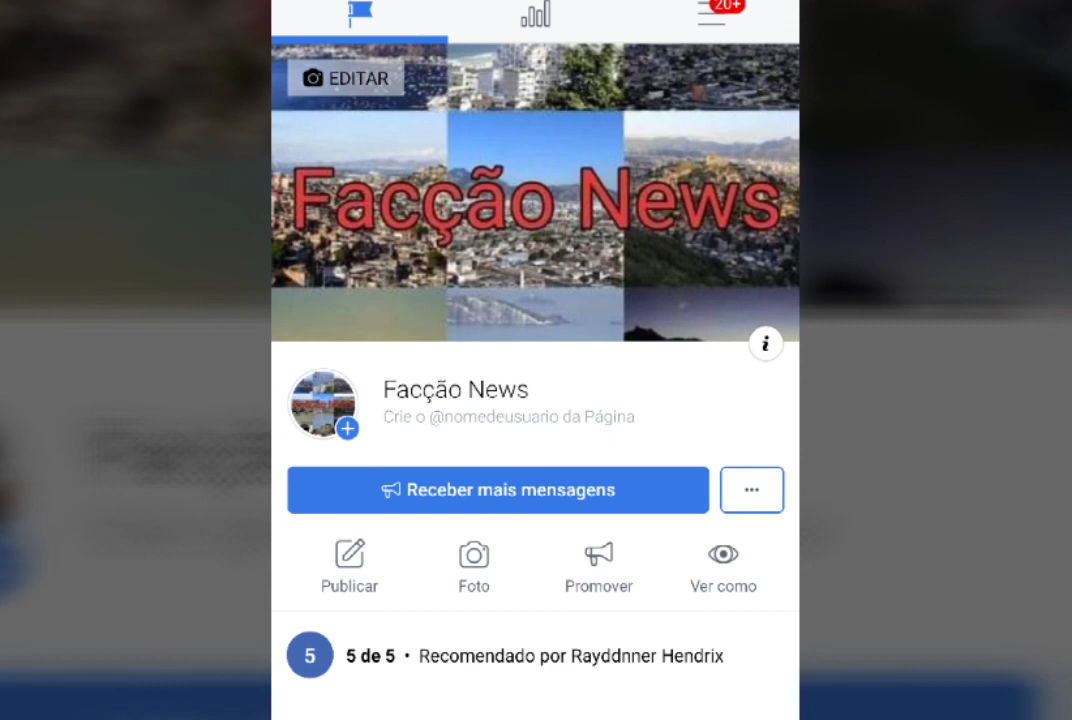 20+
EDITAR
Facção News
Facção News
Crie o @nomedeusuario da Página
Receber mais mensagens
...
Publicar
Foto
Promover
Ver como
5
5 de 5 • Recomendado por Rayddnner Hendrix